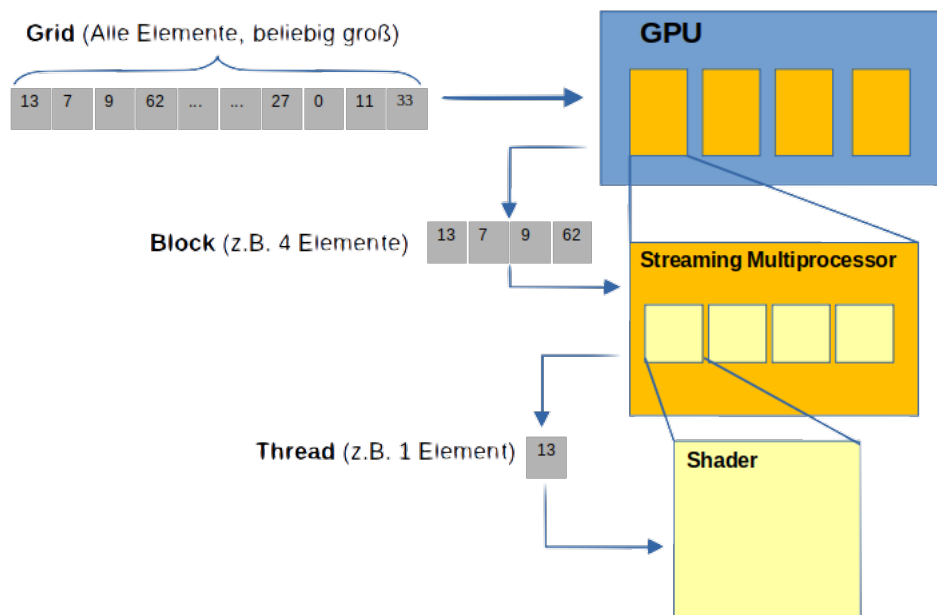 Grid (Alle Elemente, beliebig groß)
13 7 9 62 ... ... 27 0 11 33
GPU
Block (z.B. 4 Elemente)
13 7 9 62
Streaming Multiprocessor
Thread (z.B. 1 Element)
13
Shader